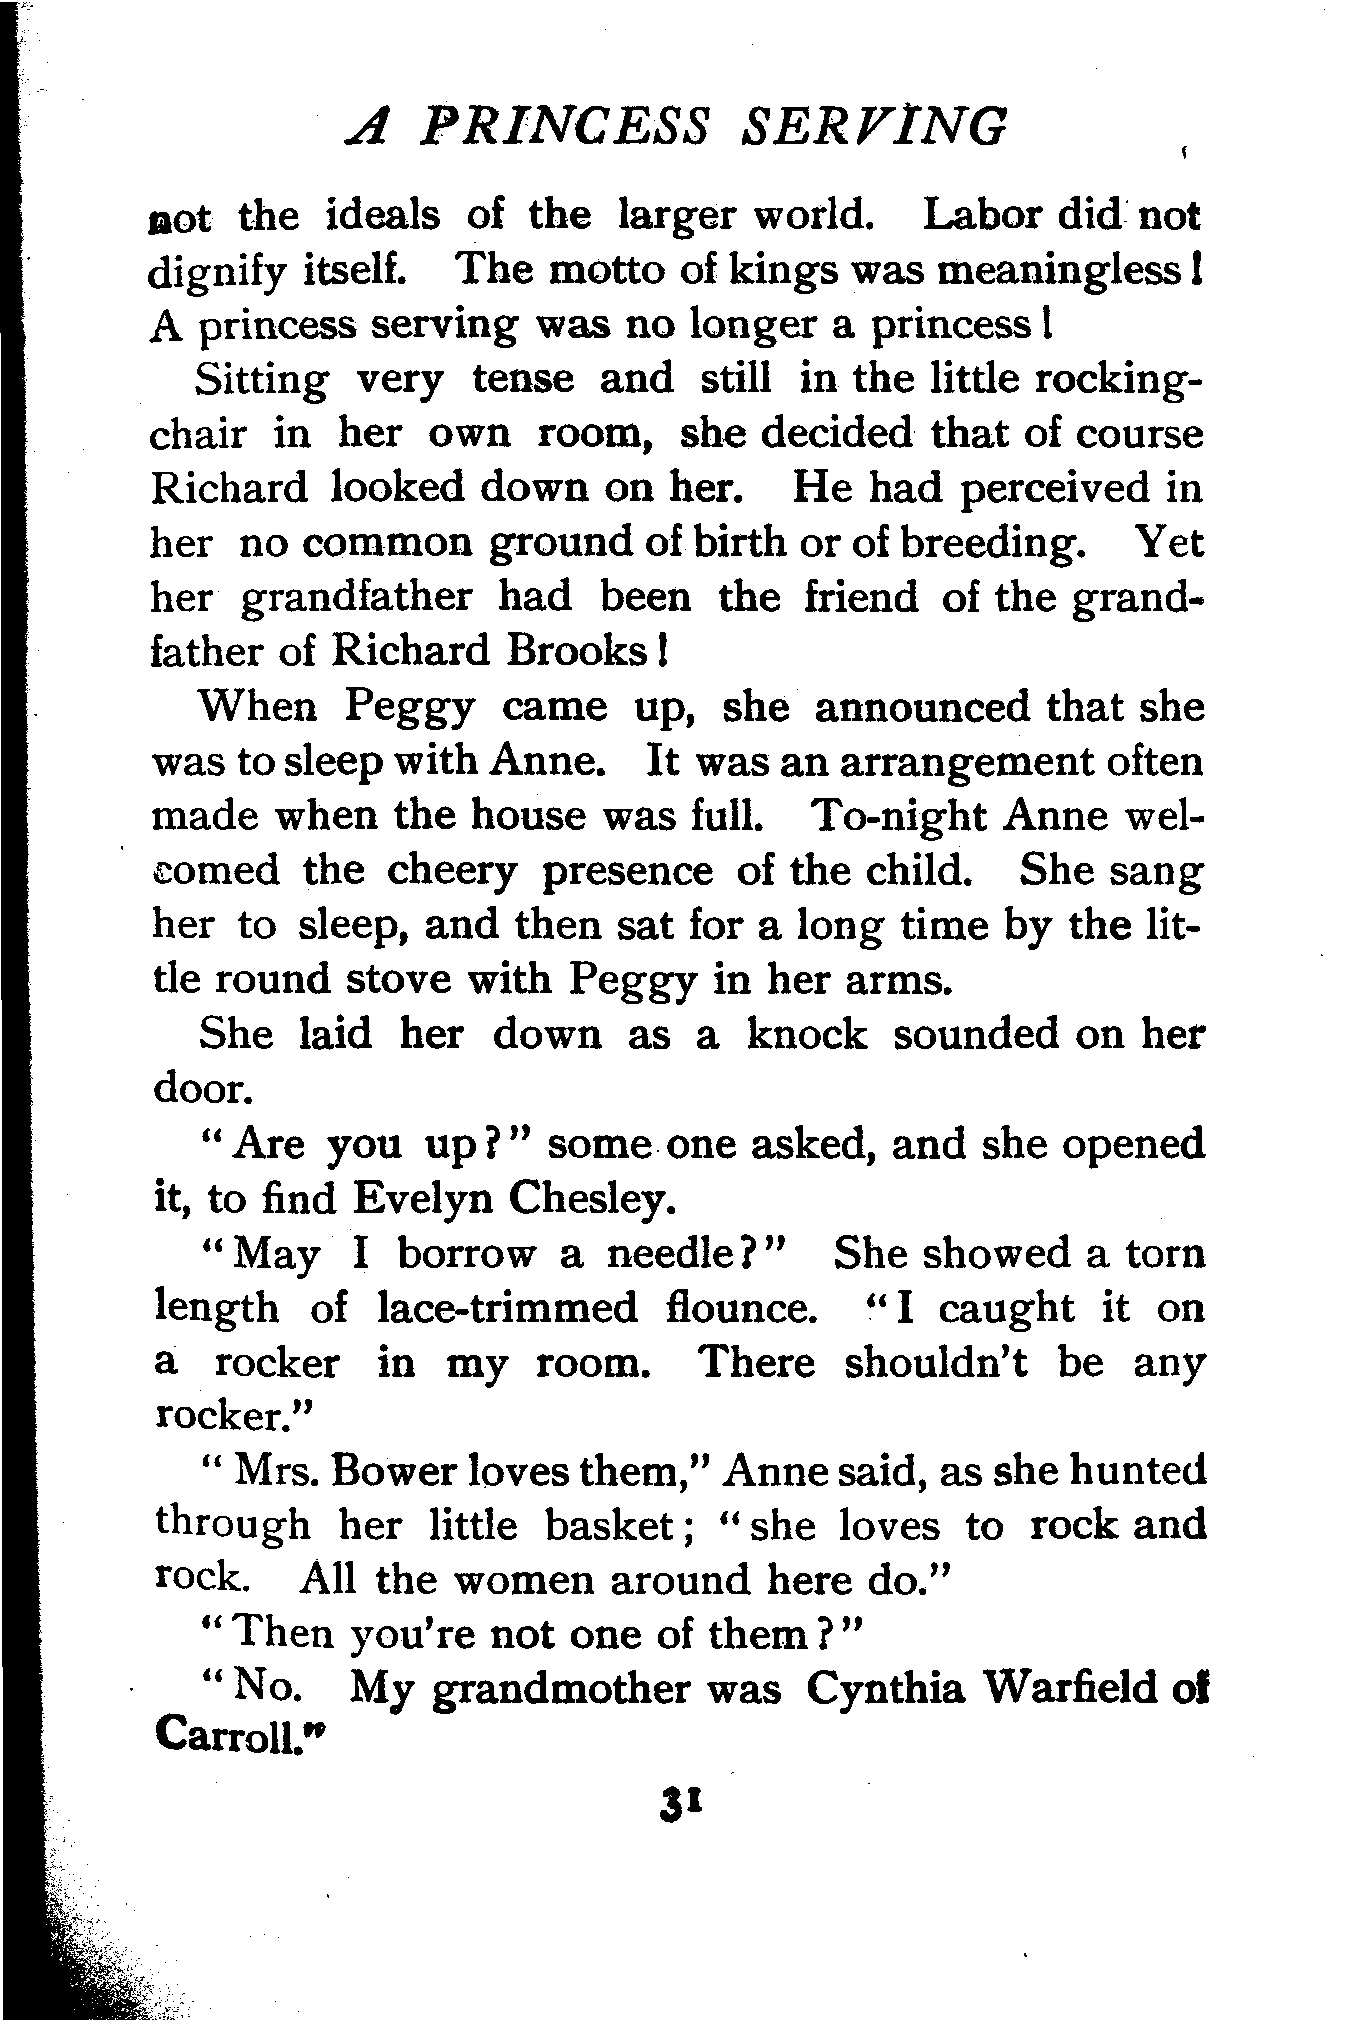 A PRINCESS SERVING
not the ideals of the larger world. Labor did not
dignify itself. The motto of kings was meaningless!
A princess serving was no longer a princess!
Sitting very tense and still in the little rocking-
chair in her own room, she decided that of course
Richard looked down on her. He had perceived in
her no common ground of birth or of breeding. Yet
her grandfather had been the friend of the grand-
father of Richard Brooks!
When Peggy came up, she announced that she
was to sleep with Anne. It was an arrangement often
made when the house was full. To-night Anne wel-
comed the cheery presence of the child. She sang
her to sleep, and then sat for a long time by the lit-
tle round stove with Peggy in her arms.
She laid her down as a knock sounded on her
door.
"Are you up?" some one asked, and she opened
it, to find Evelyn Chesley.
"May I borrow a needle?" She showed a torn
length of lace-trimmed flounce. "I caught it on
a rocker in my room. There shouldn't be any
rocker."
"Mrs. Bower loves them," Anne said, as she hunted
through her little basket; "she loves to rock and
rock. All the women around here do."
"Then you're not one of them?"
"No. My grandmother was Cynthia Warfield of
Carroll."
31